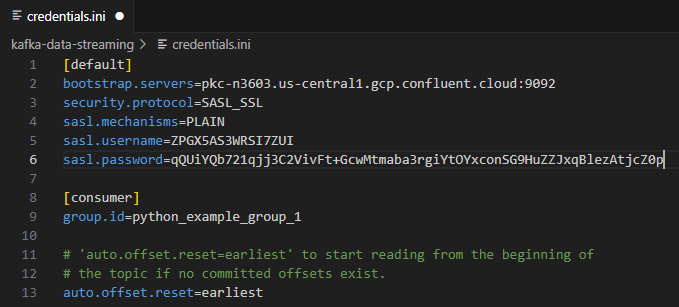 credentials.ini
kafka-data-streaming > credentials.ini
1 [default]
2 bootstrap.servers=pkc-n3603.us-central1.gcp.confluent.cloud:9092
3 security.protocol=SASL_SSL
4 sasl.mechanisms=PLAIN
5 sasl.username=ZPGX5AS3WRSI7ZUI
6 sasl.password=qQUiYQb721qjj3C2VivFt+GcwMtmaba3rgiYtOYxconSG9HuZZJxqBlezAtjcZ0p
7
8 [consumer]
9 group.id=python_example_group_1
10
11 # 'auto.offset.reset=earliest' to start reading from the beginning of
12 # the topic if no committed offsets exist.
13 auto.offset.reset=earliest